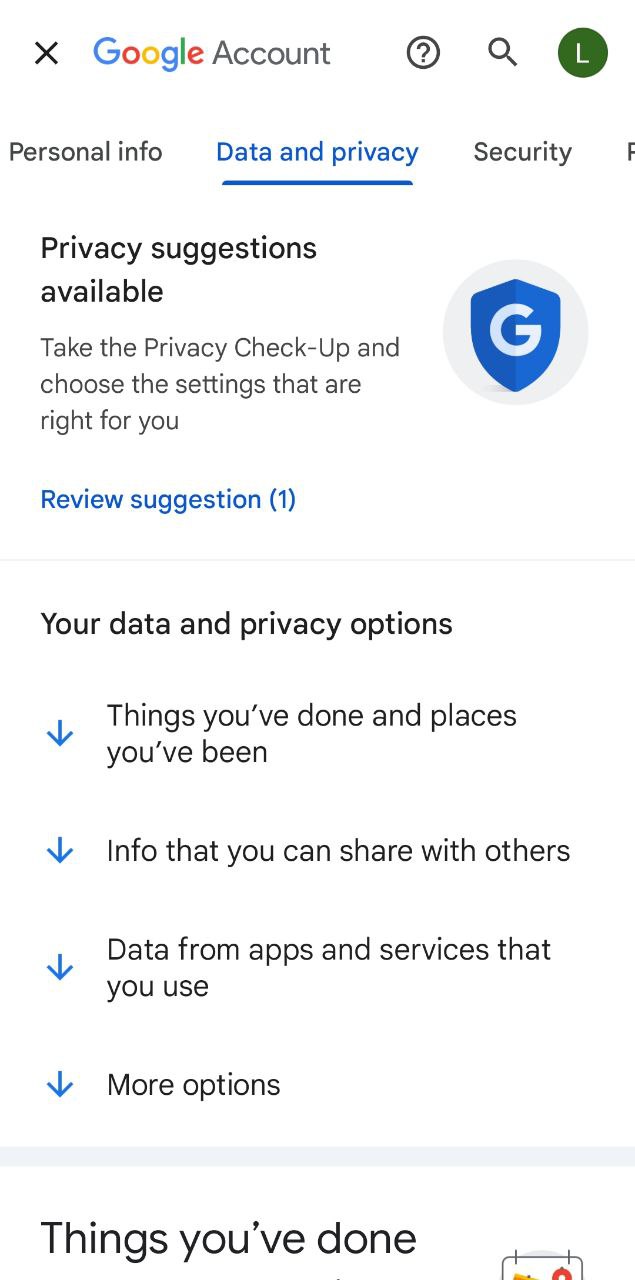 Google Account
L
Personal info
Data and privacy
Security
Privacy suggestions
available
Take the Privacy Check-Up and
choose the settings that are
right for you
G
Review suggestion (1)
Your data and privacy options
Things you’ve done and places
you’ve been
Info that you can share with others
Data from apps and services that
you use
More options
Things you’ve done